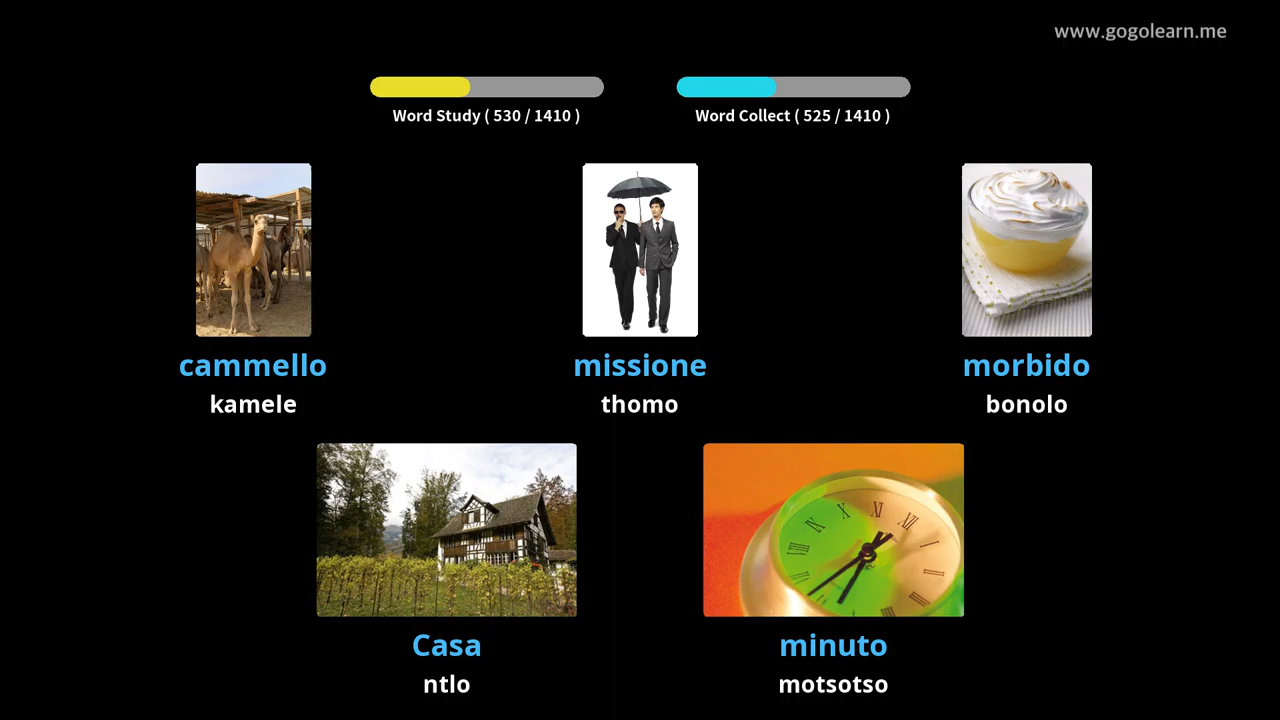 www.gogolearn.me
Word Study ( 530 / 1410 )
Word Collect ( 525 / 1410 )
cammello
kamele
missione
thomo
morbido
bonolo
Casa
ntlo
minuto
motsotso